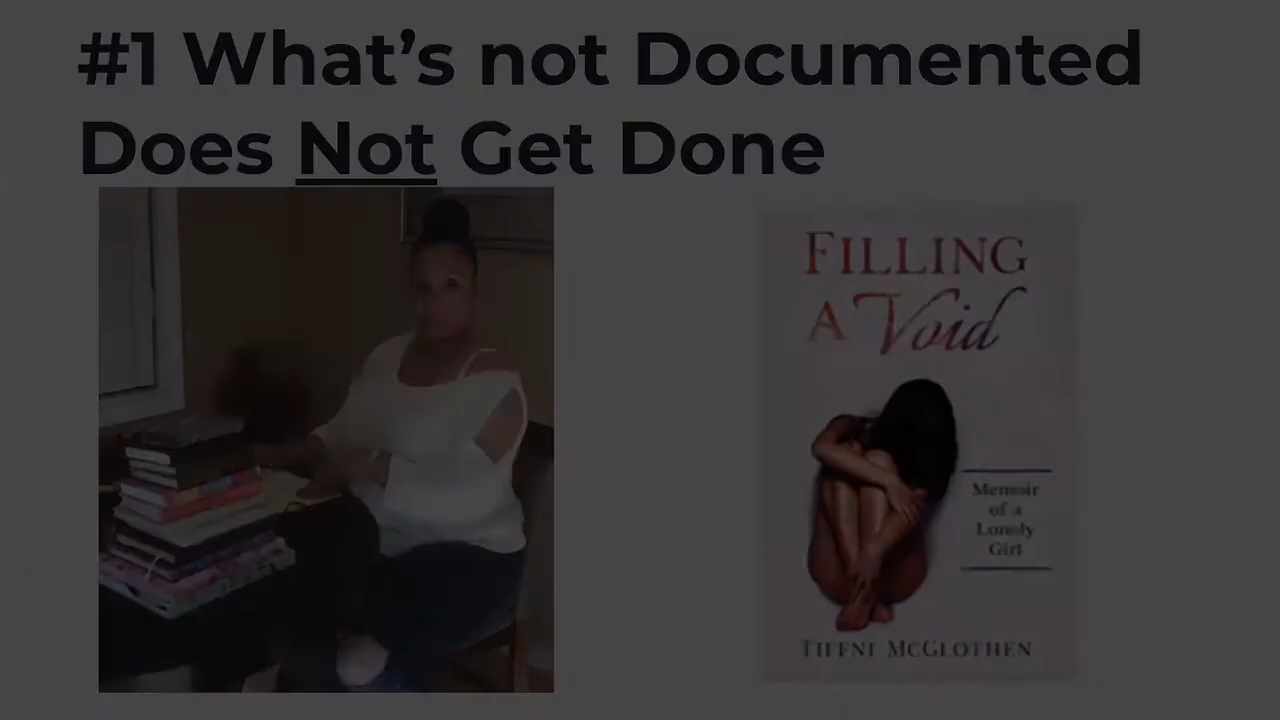 #1 What’s not Documented
Does Not Get Done
FILLING
A Void
Memoir
of a
Lonely
Girl
TIFFNI MCGLOTHEN